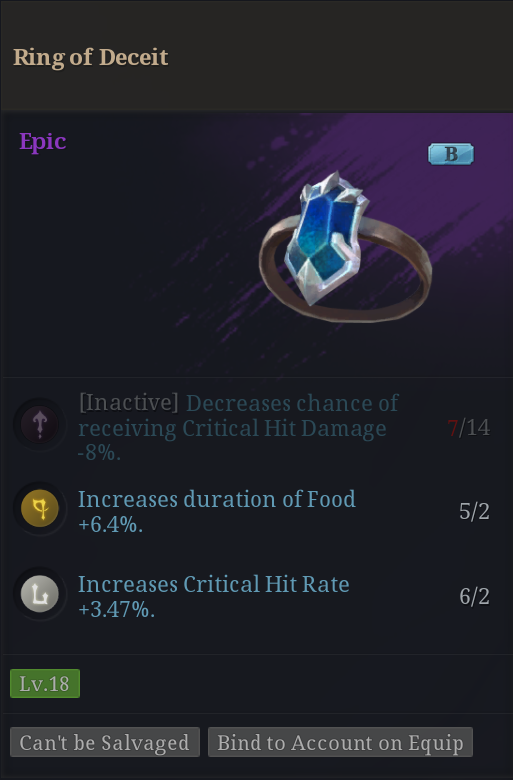 Ring of Deceit
Epic
B
[Inactive] Decreases chance of
receiving Critical Hit Damage
-8%.
7/14
Increases duration of Food
+6.4%.
5/2
Increases Critical Hit Rate
+3.47%.
6/2
Lv.18
Can't be Salvaged
Bind to Account on Equip